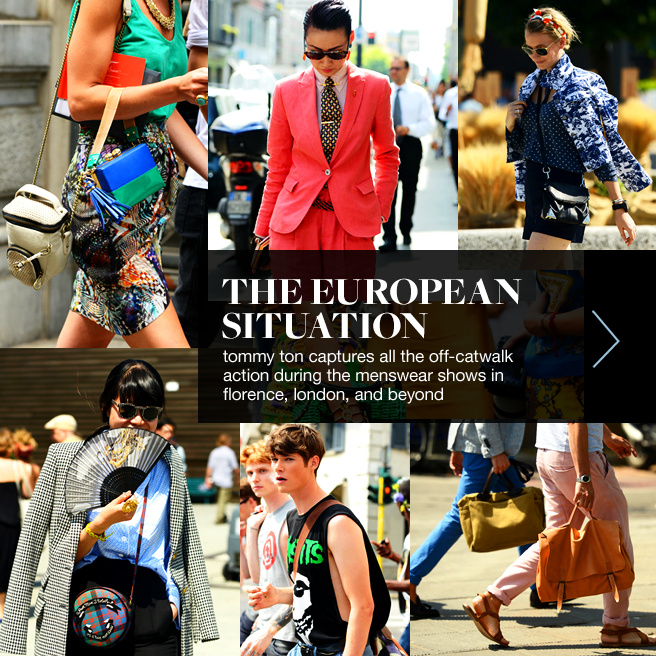 THE EUROPEAN
SITUATION
tommy ton captures all the off-catwalk
action during the menswear shows in
florence, london, and beyond